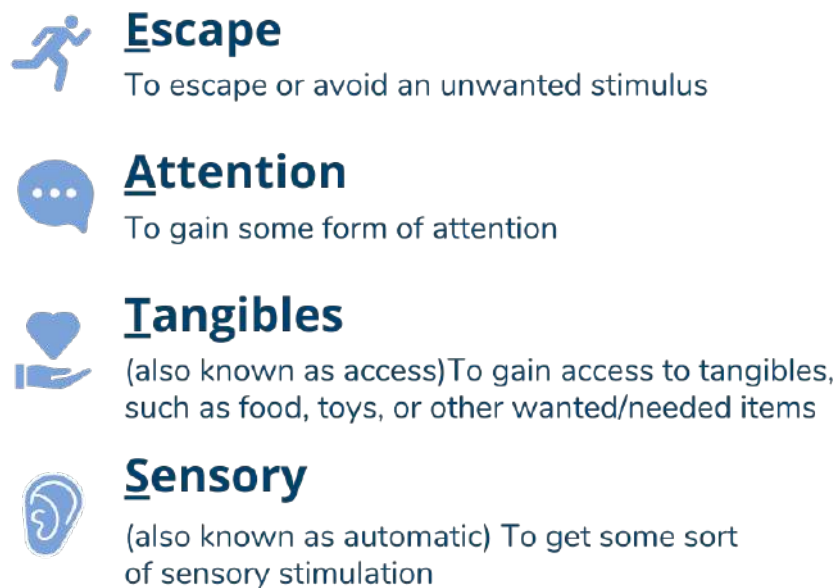 Escape
To escape or avoid an unwanted stimulus
Attention
To gain some form of attention
Tangibles
(also known as access)To gain access to tangibles,
such as food, toys, or other wanted/needed items
Sensory
(also known as automatic) To get some sort
of sensory stimulation